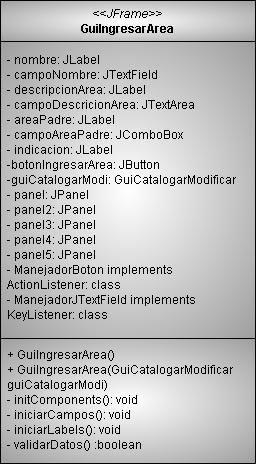 <<JFrame>>
GuiIngresarArea
- nombre: JLabel
- campoNombre: JTextField
- descripcionArea: JLabel
- campoDescricionArea: JTextArea
- areaPadre: JLabel
- campoAreaPadre: JComboBox
- indicacion: JLabel
-botonIngresarArea: JButton
-guiCatalogarModi: GuiCatalogarModificar
- panel: JPanel
- panel2: JPanel
- panel3: JPanel
- panel4: JPanel
- panel5: JPanel
- ManejadorBoton implements
ActionListener: class
- ManejadorJTextField implements
KeyListener: class
+ GuiIngresarArea()
+ GuiIngresarArea(GuiCatalogarModificar
guiCatalogarModi)
- initComponents(): void
- iniciarCampos(): void
- iniciarLabels(): void
- validarDatos() :boolean